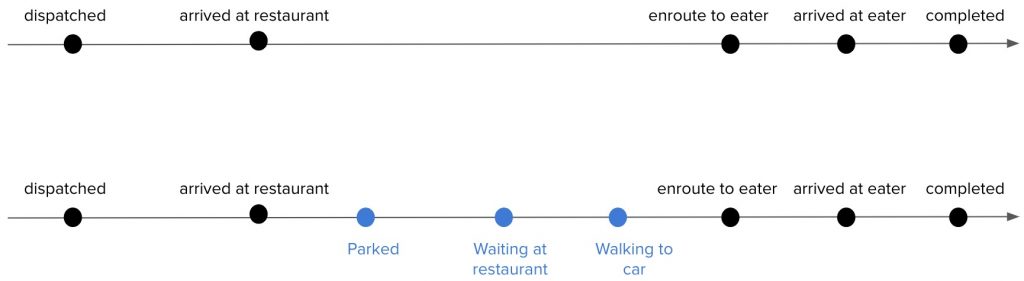 dispatched arrived at restaurant enroute to eater arrived at eater completed
dispatched arrived at restaurant enroute to eater arrived at eater completed
Parked Waiting at Walking to
restaurant car